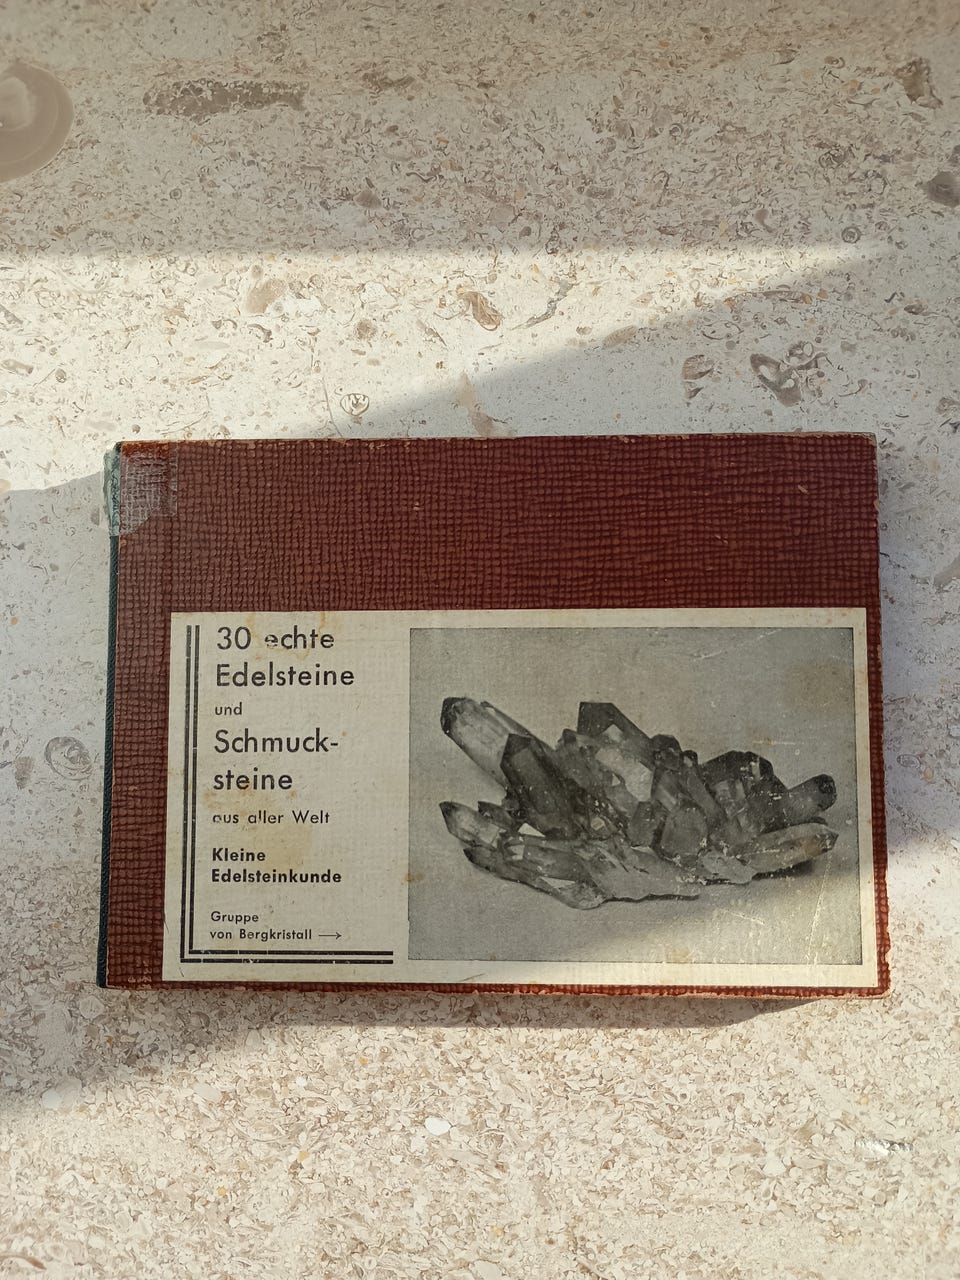 30 echte
Edelsteine
und
Schmuck-
steine
aus aller Welt
Kleine
Edelsteinkunde
Gruppe
von Bergkristall →